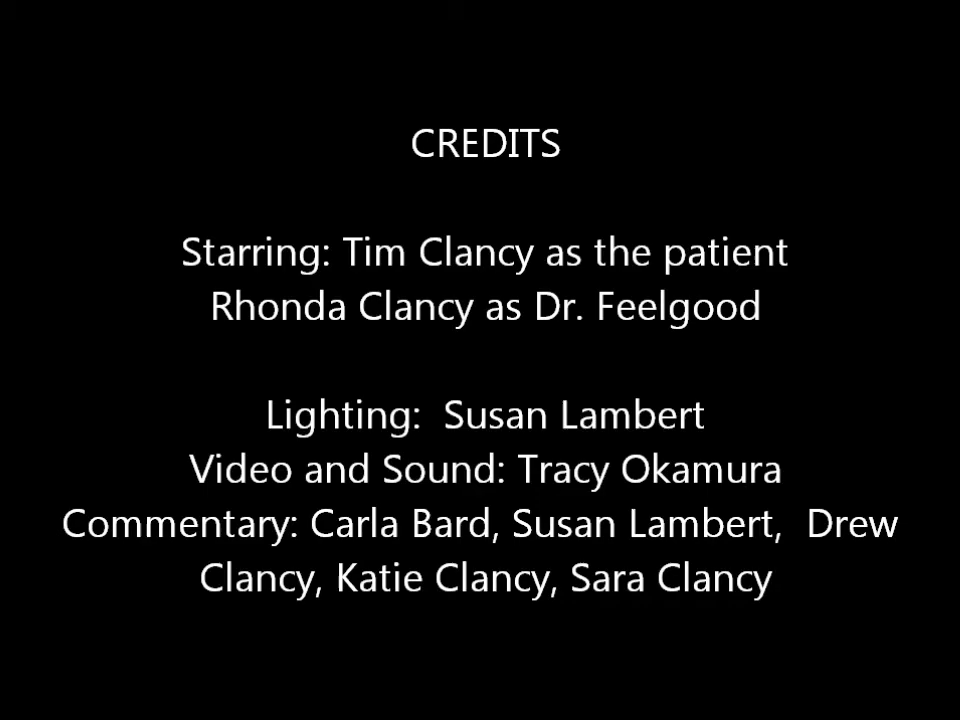 CREDITS
Starring: Tim Clancy as the patient
Rhonda Clancy as Dr. Feelgood
Lighting:  Susan Lambert
Video and Sound: Tracy Okamura
Commentary: Carla Bard, Susan Lambert,  Drew
Clancy, Katie Clancy, Sara Clancy